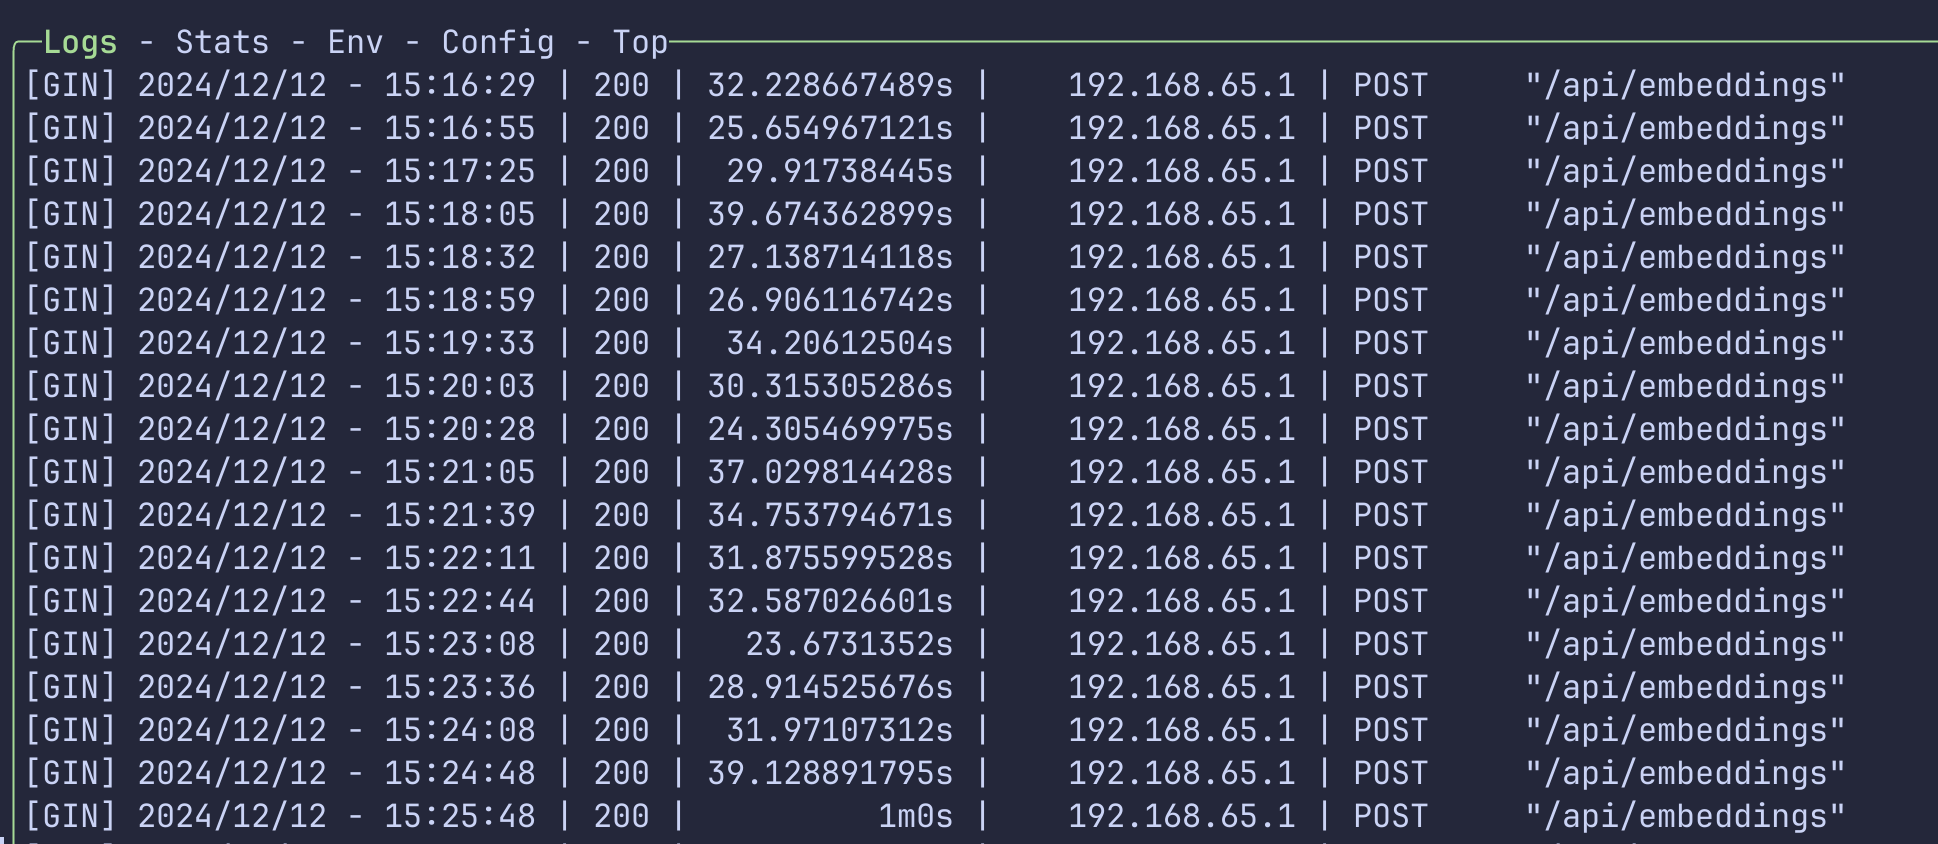 Logs - Stats - Env - Config - Top
[GIN] 2024/12/12 - 15:16:29 | 200 | 32.228667489s | 192.168.65.1 | POST "/api/embeddings"
[GIN] 2024/12/12 - 15:16:55 | 200 | 25.654967121s | 192.168.65.1 | POST "/api/embeddings"
[GIN] 2024/12/12 - 15:17:25 | 200 | 29.91738445s | 192.168.65.1 | POST "/api/embeddings"
[GIN] 2024/12/12 - 15:18:05 | 200 | 39.674362899s | 192.168.65.1 | POST "/api/embeddings"
[GIN] 2024/12/12 - 15:18:32 | 200 | 27.138714118s | 192.168.65.1 | POST "/api/embeddings"
[GIN] 2024/12/12 - 15:18:59 | 200 | 26.906116742s | 192.168.65.1 | POST "/api/embeddings"
[GIN] 2024/12/12 - 15:19:33 | 200 | 34.20612504s | 192.168.65.1 | POST "/api/embeddings"
[GIN] 2024/12/12 - 15:20:03 | 200 | 30.315305286s | 192.168.65.1 | POST "/api/embeddings"
[GIN] 2024/12/12 - 15:20:28 | 200 | 24.305469975s | 192.168.65.1 | POST "/api/embeddings"
[GIN] 2024/12/12 - 15:21:05 | 200 | 37.029814428s | 192.168.65.1 | POST "/api/embeddings"
[GIN] 2024/12/12 - 15:21:39 | 200 | 34.753794671s | 192.168.65.1 | POST "/api/embeddings"
[GIN] 2024/12/12 - 15:22:11 | 200 | 31.875599528s | 192.168.65.1 | POST "/api/embeddings"
[GIN] 2024/12/12 - 15:22:44 | 200 | 32.587026601s | 192.168.65.1 | POST "/api/embeddings"
[GIN] 2024/12/12 - 15:23:08 | 200 | 23.6731352s | 192.168.65.1 | POST "/api/embeddings"
[GIN] 2024/12/12 - 15:23:36 | 200 | 28.914525676s | 192.168.65.1 | POST "/api/embeddings"
[GIN] 2024/12/12 - 15:24:08 | 200 | 31.97107312s | 192.168.65.1 | POST "/api/embeddings"
[GIN] 2024/12/12 - 15:24:48 | 200 | 39.128891795s | 192.168.65.1 | POST "/api/embeddings"
[GIN] 2024/12/12 - 15:25:48 | 200 | 1m0s | 192.168.65.1 | POST "/api/embeddings"